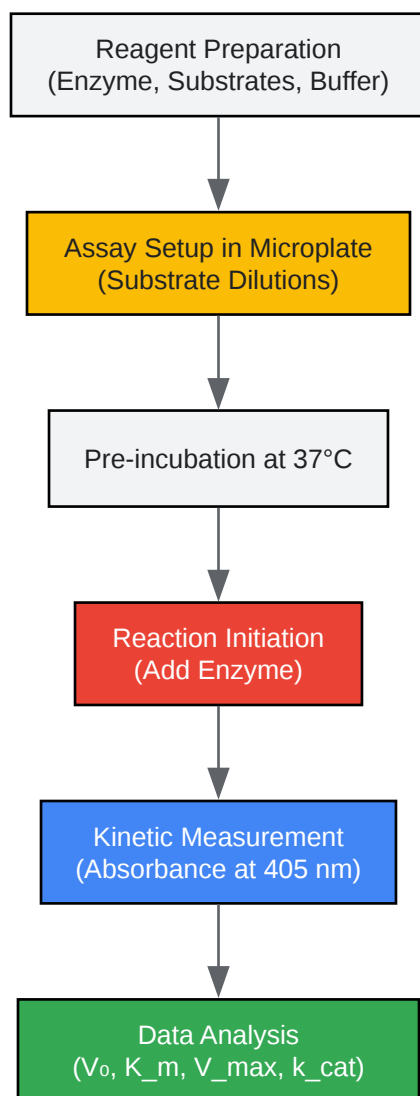 Reagent Preparation
(Enzyme, Substrates, Buffer)
Assay Setup in Microplate
(Substrate Dilutions)
Pre-incubation at 37°C
Reaction Initiation
(Add Enzyme)
Kinetic Measurement
(Absorbance at 405 nm)
Data Analysis
(V₀, K_m, V_max, k_cat)